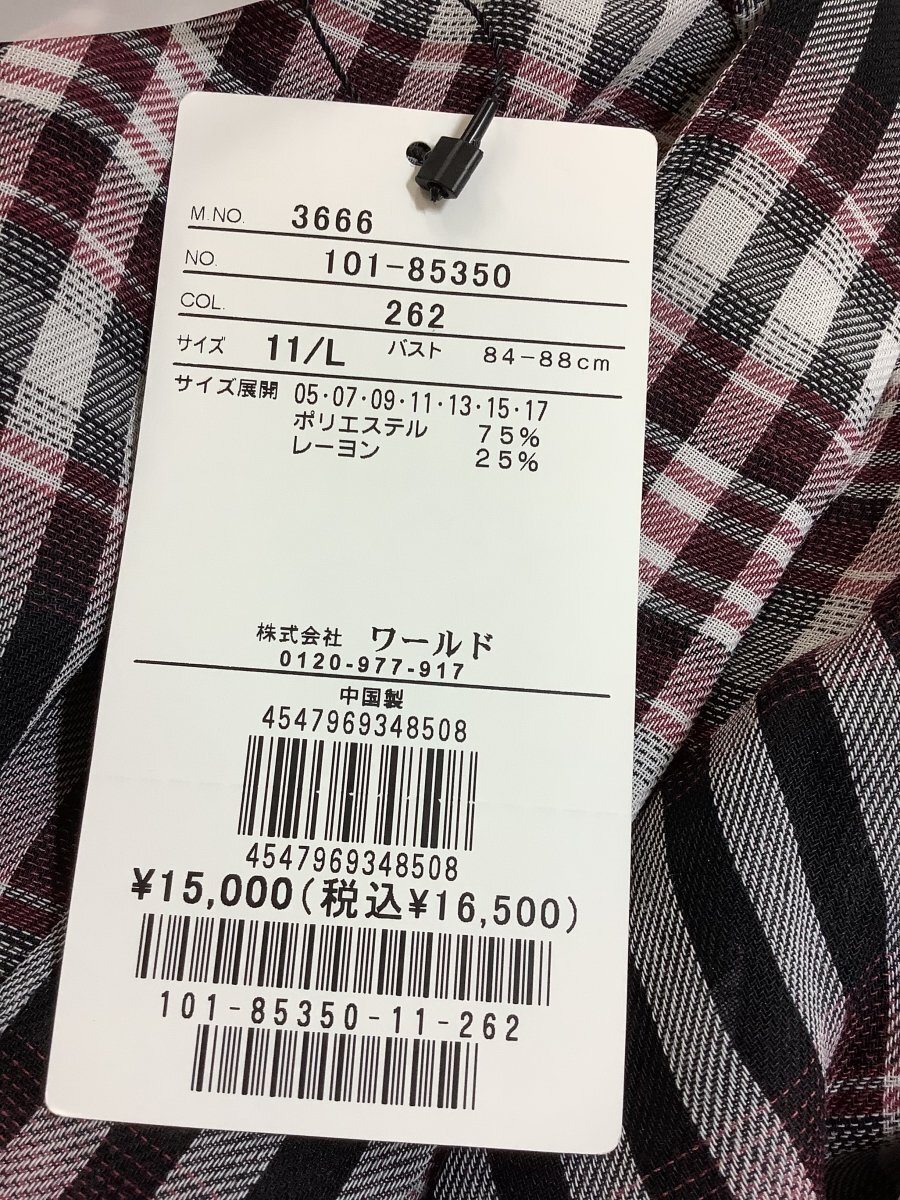 M.NO. 3666
NO. 101-85350
COL. 262
サイズ 11/L バスト 84-88cm
サイズ展開 05・07・09・11・13・15・17
ポリエステル 75%
レーヨン 25%
株式会社 ワールド
0120-977-917
中国製
4547969348508
4547969348508
¥15,000(税込¥16,500)
101-85350-11-262